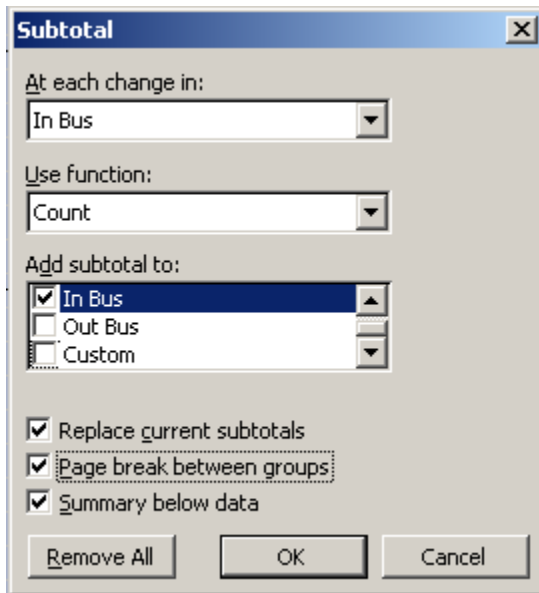 Subtotal
At each change in:
In Bus
Use function:
Count
Add subtotal to:
In Bus
Out Bus
Custom
Replace current subtotals
Page break between groups
Summary below data
Remove All OK Cancel